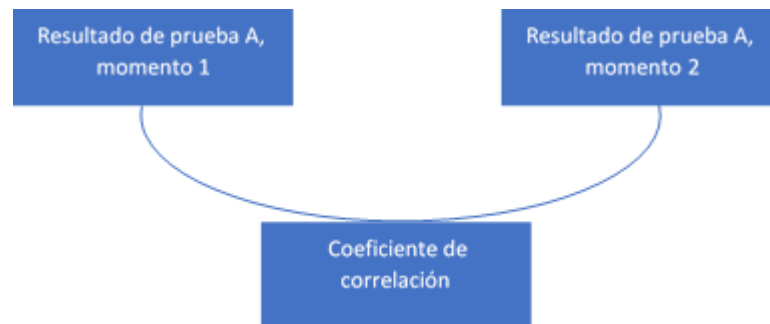 Resultado de prueba A,
momento 1
Resultado de prueba A,
momento 2
Coeficiente de
correlación